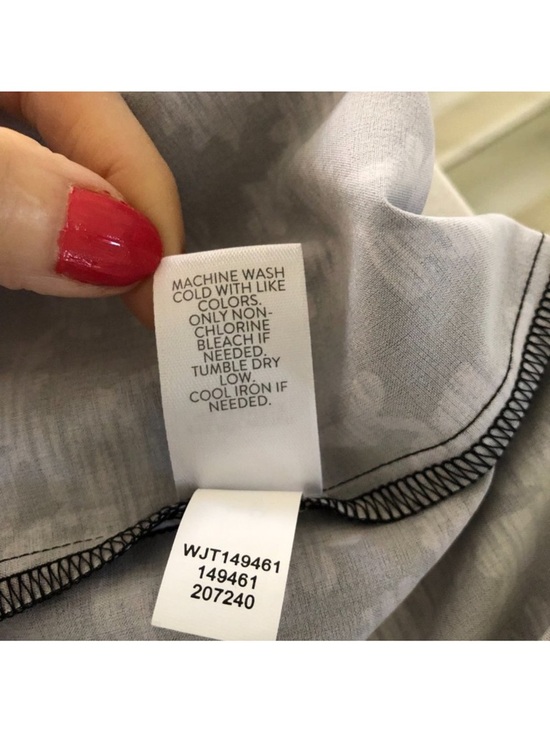 MACHINE WASH
COLD WITH LIKE
COLORS.
ONLY NON-
CHLORINE
BLEACH IF
NEEDED.
TUMBLE DRY
LOW.
COOL IRON IF
NEEDED.
WJT149461
149461
207240